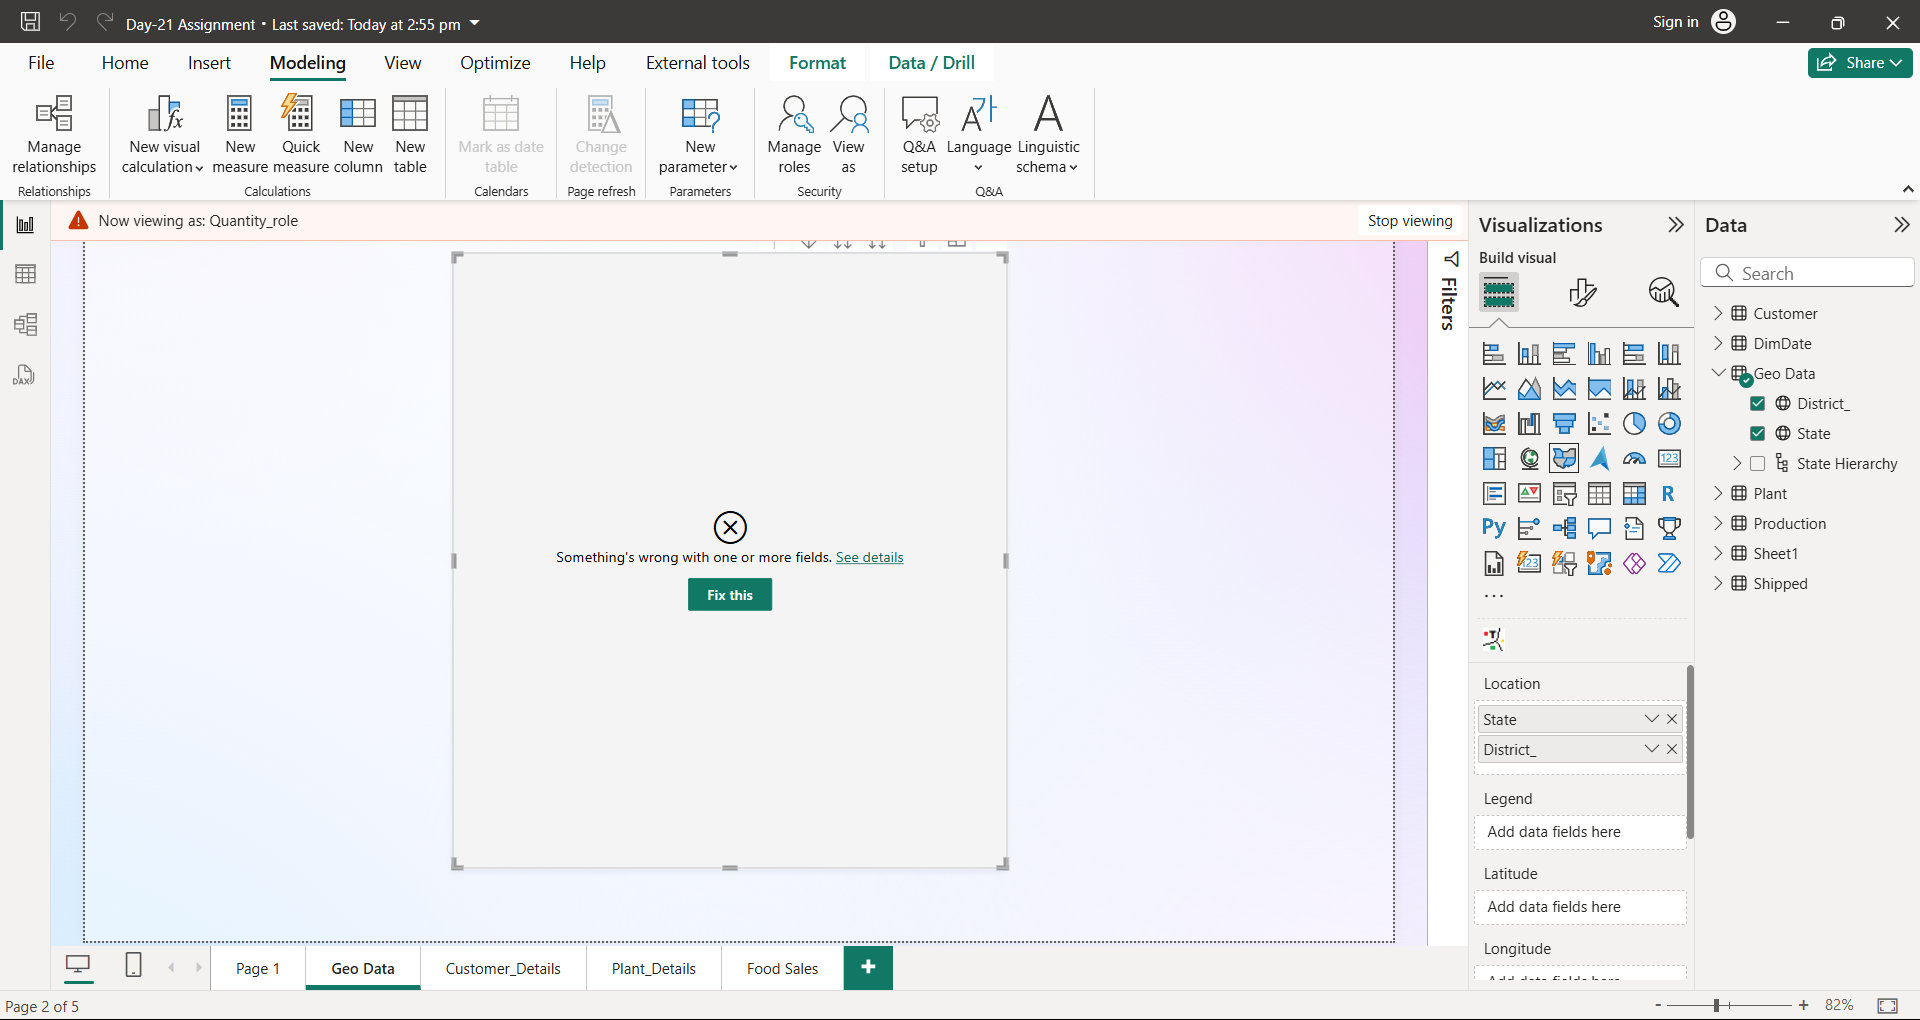 Day-21 Assignment • Last saved: Today at 2:55 pm
Sign in
File Home Insert Modeling View Optimize Help External tools Format Data / Drill
Share
Manage relationships
New visual calculation
New measure
Quick measure
New column
New table
Mark as date table
Change detection
New parameter
Manage roles
View as
Q&A setup
Language
Linguistic schema
Relationships Calculations Calendars Page refresh Parameters Security Q&A
Now viewing as: Quantity_role
Stop viewing
Something's wrong with one or more fields. See details
Fix this
Filters
Visualizations
Build visual
123
R
Py
123
...
Location
State
District_
Legend
Add data fields here
Latitude
Add data fields here
Longitude
Data
Search
Customer
DimDate
Geo Data
District_
State
State Hierarchy
Plant
Production
Sheet1
Shipped
DAX
Page 1 Geo Data Customer_Details Plant_Details Food Sales +
Page 2 of 5
- + 82%